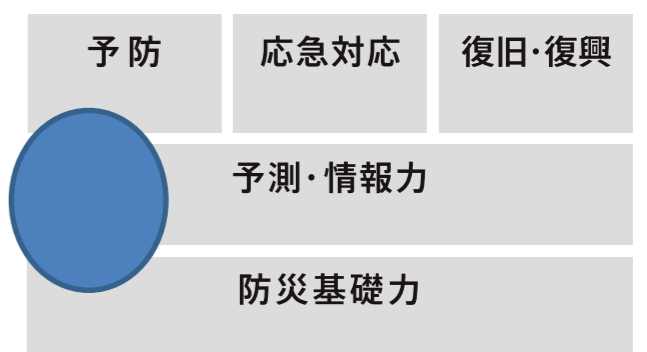 予防
応急対応
復旧・復興
予測・情報力
防災基礎力